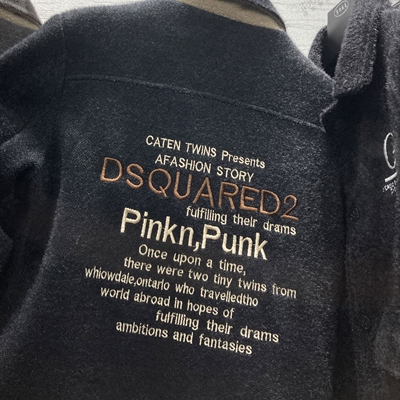 CATEN TWINS Presents
AFASHION STORY
DSQUARED2
fulfilling their drams
Pinkn,Punk
Once upon a time,
there were two tiny twins from
whiowdale,ontario who travelledtho
world abroad in hopes of
fulfilling their drams
ambitions and fantasies